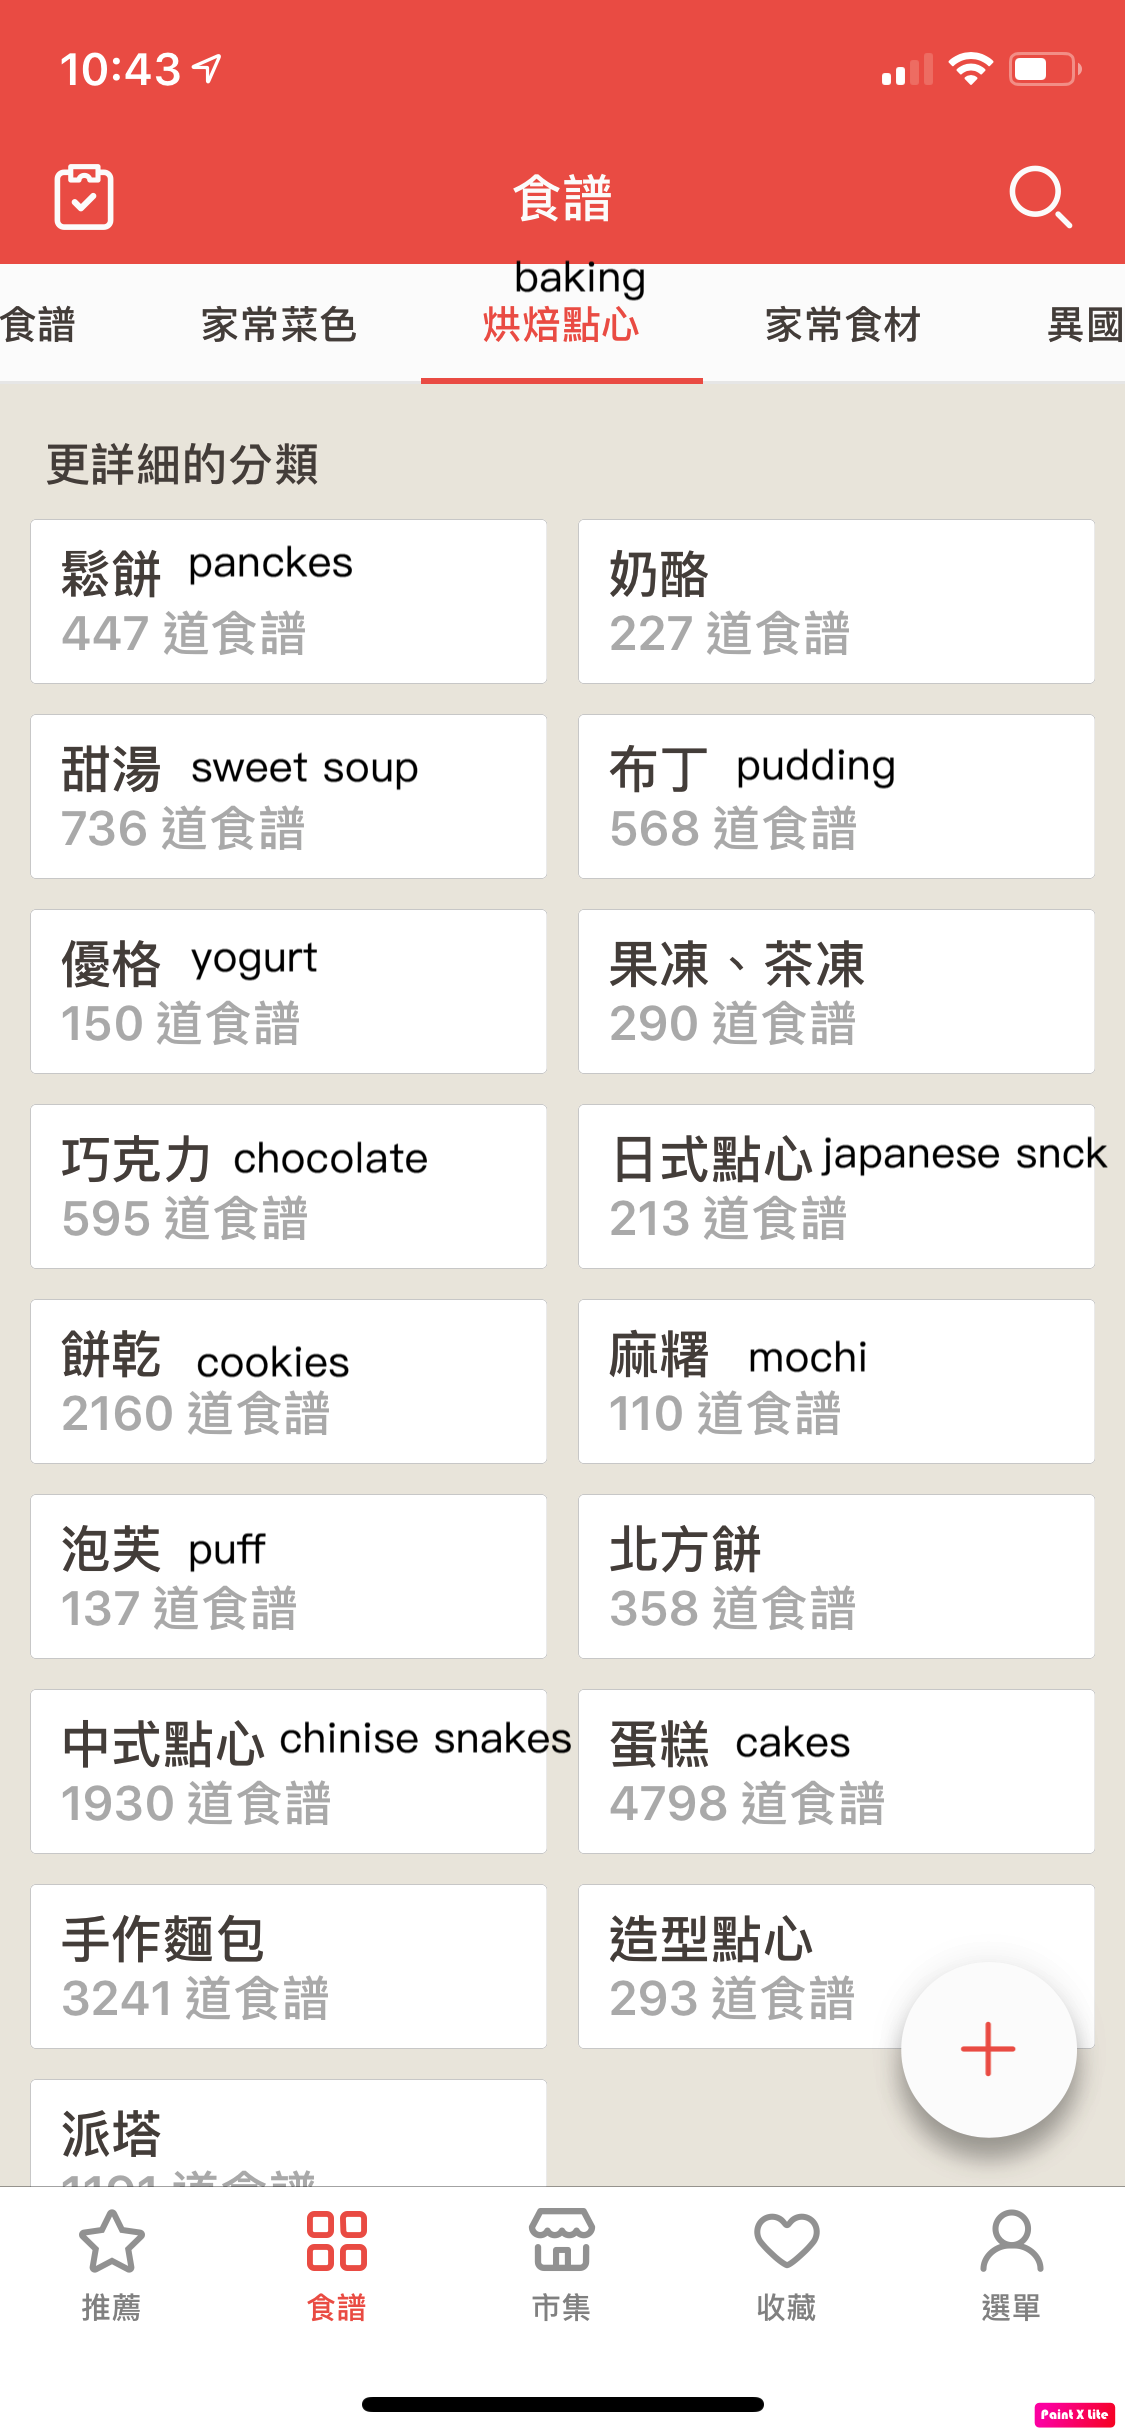 10:43
食譜
baking
食譜 家常菜色 烘焙點心 家常食材 異國
更詳細的分類
鬆餅 panckes
447 道食譜
奶酪
227 道食譜
甜湯 sweet soup
736 道食譜
布丁 pudding
568 道食譜
優格 yogurt
150 道食譜
果凍、茶凍
290 道食譜
巧克力 chocolate
595 道食譜
日式點心 japanese snck
213 道食譜
餅乾 cookies
2160 道食譜
麻糬 mochi
110 道食譜
泡芙 puff
137 道食譜
北方餅
358 道食譜
中式點心 chinise snakes
1930 道食譜
蛋糕 cakes
4798 道食譜
手作麵包
3241 道食譜
造型點心
293 道食譜
派塔
1191 道食譜
推薦 食譜 市集 收藏 選單
Paint X Lite